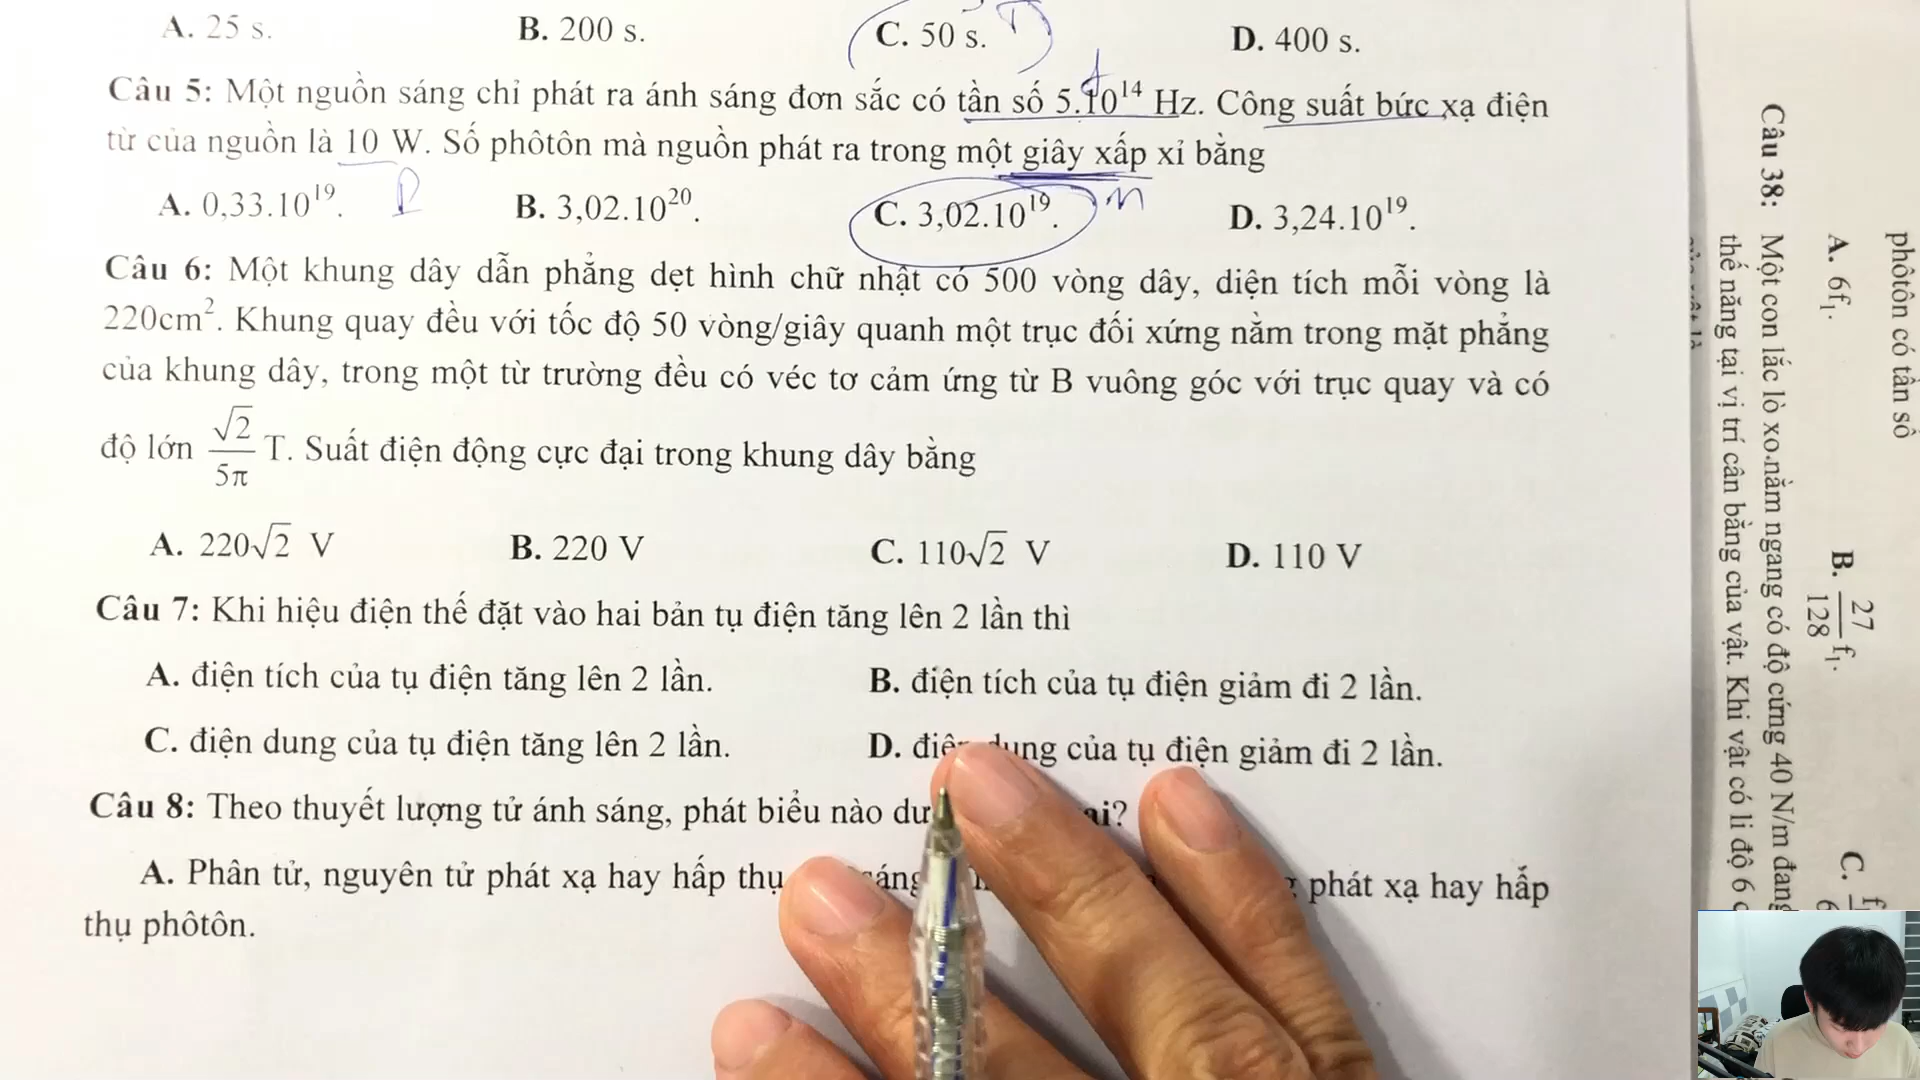 A. 25 s. B. 200 s. C. 50 s. D. 400 s.
Câu 5: Một nguồn sáng chỉ phát ra ánh sáng đơn sắc có tần số 5.10¹⁴ Hz. Công suất bức xạ điện
từ của nguồn là 10 W. Số phôtôn mà nguồn phát ra trong một giây xấp xỉ bằng
A. 0,33.10¹⁹. B. 3,02.10²⁰. C. 3,02.10¹⁹. D. 3,24.10¹⁹.
Câu 6: Một khung dây dẫn phẳng dẹt hình chữ nhật có 500 vòng dây, diện tích mỗi vòng là
220cm². Khung quay đều với tốc độ 50 vòng/giây quanh một trục đối xứng nằm trong mặt phẳng
của khung dây, trong một từ trường đều có véc tơ cảm ứng từ B vuông góc với trục quay và có
độ lớn √2/5π T. Suất điện động cực đại trong khung dây bằng
A. 220√2 V B. 220 V C. 110√2 V D. 110 V
Câu 7: Khi hiệu điện thế đặt vào hai bản tụ điện tăng lên 2 lần thì
A. điện tích của tụ điện tăng lên 2 lần. B. điện tích của tụ điện giảm đi 2 lần.
C. điện dung của tụ điện tăng lên 2 lần. D. dung của tụ điện giảm đi 2 lần.
Câu 8: Theo thuyết lượng tử ánh sáng, phát biểu nào
A. Phân tử, nguyên tử phát xạ hay hấp thụ phát xạ hay hấp
thụ phôtôn.
phôtôn có tần số
A. 6f₁. B. 27/128 f₁. C.
Câu 38: Một con lắc lò xo nằm ngang có độ cứng 40 N/m đang
thế năng tại vị trí cân bằng của vật. Khi vật có li độ 6